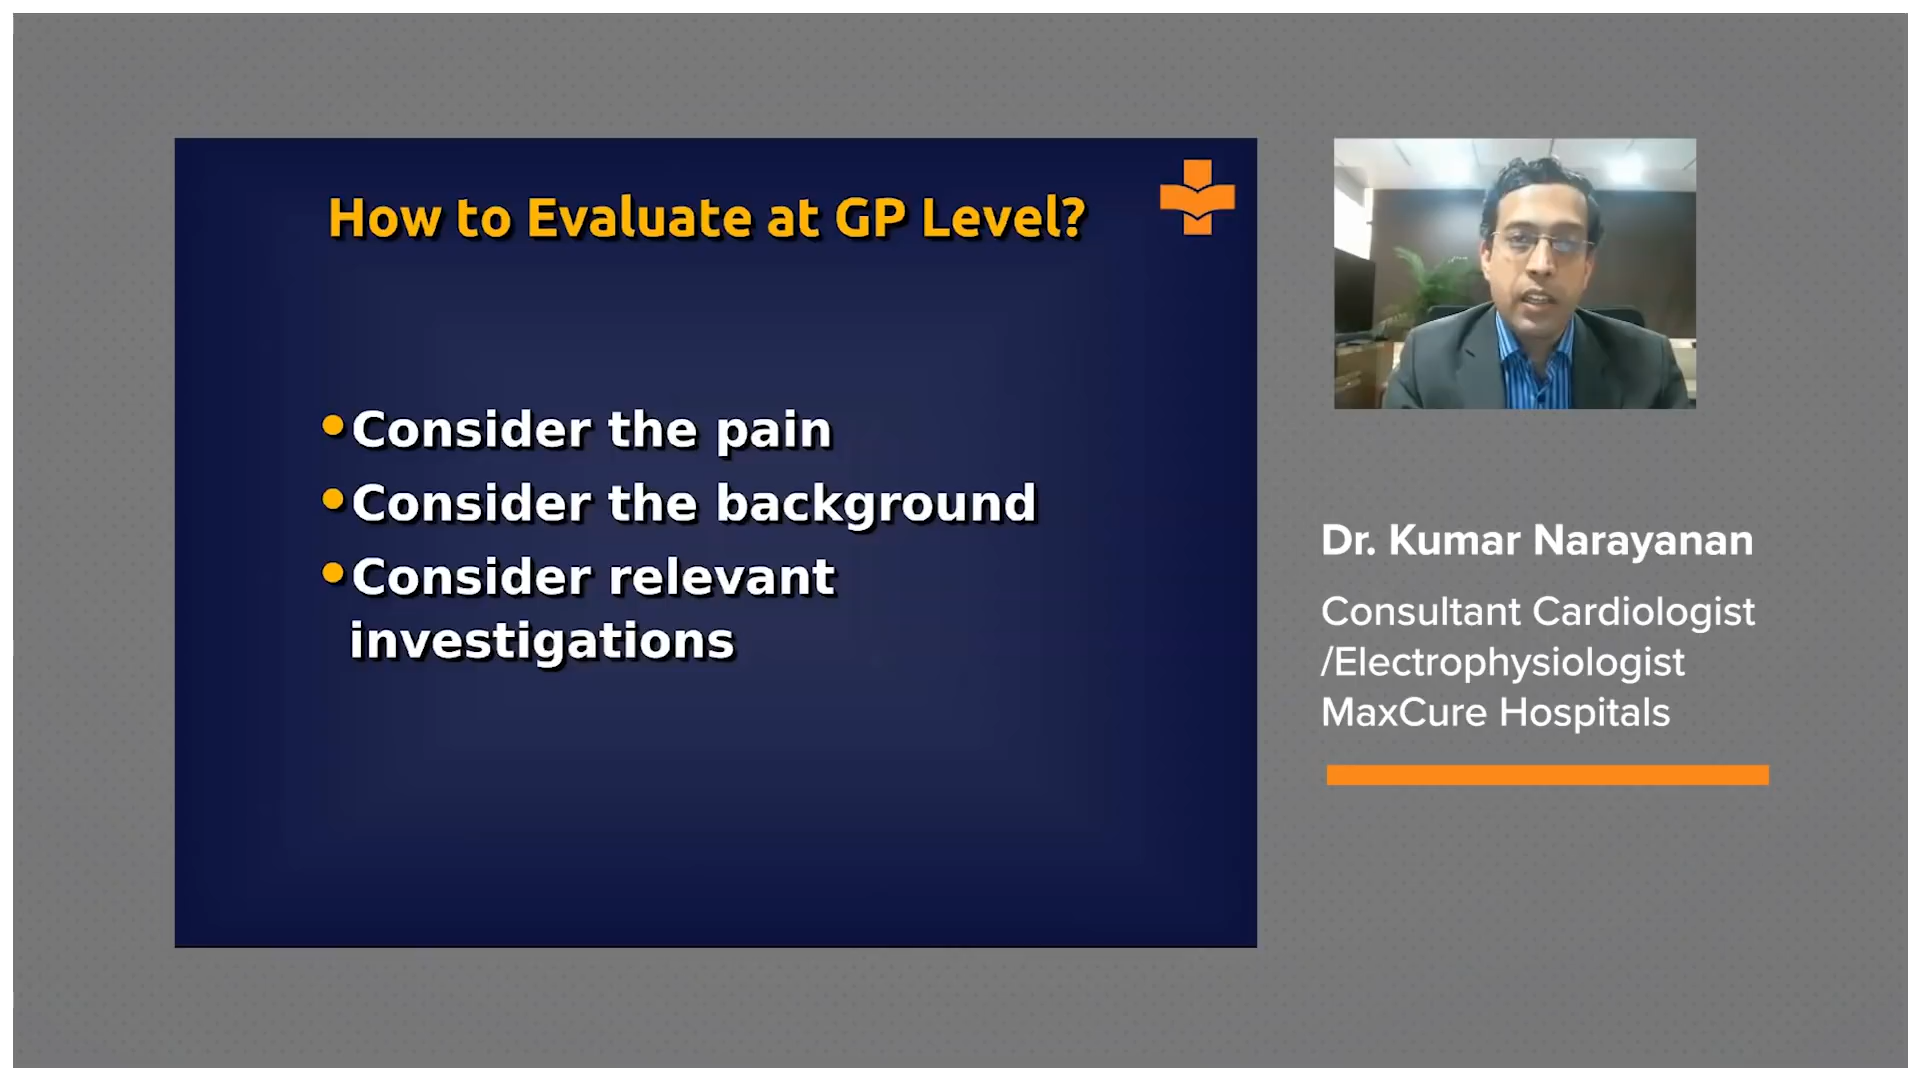 How to Evaluate at GP Level?
•Consider the pain
•Consider the background
•Consider relevant
investigations
Dr. Kumar Narayanan
Consultant Cardiologist
/Electrophysiologist
MaxCure Hospitals